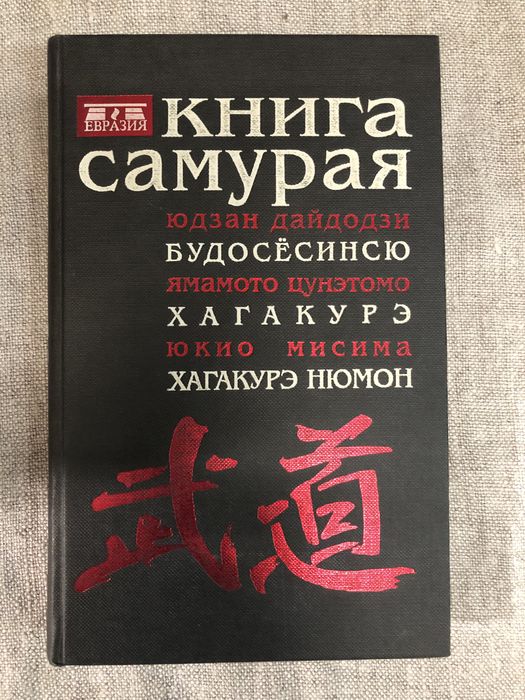 ЕВРАЗИЯ
КНИГА
САМУРАЯ
ЮДЗАН ДАЙДОДЗИ
БУДОСЁСИНСЮ
ЯМАМОТО ЦУНЭТОМО
ХАГАКУРЭ
ЮКИО МИСИМА
ХАГАКУРЭ НЮМОН
武道